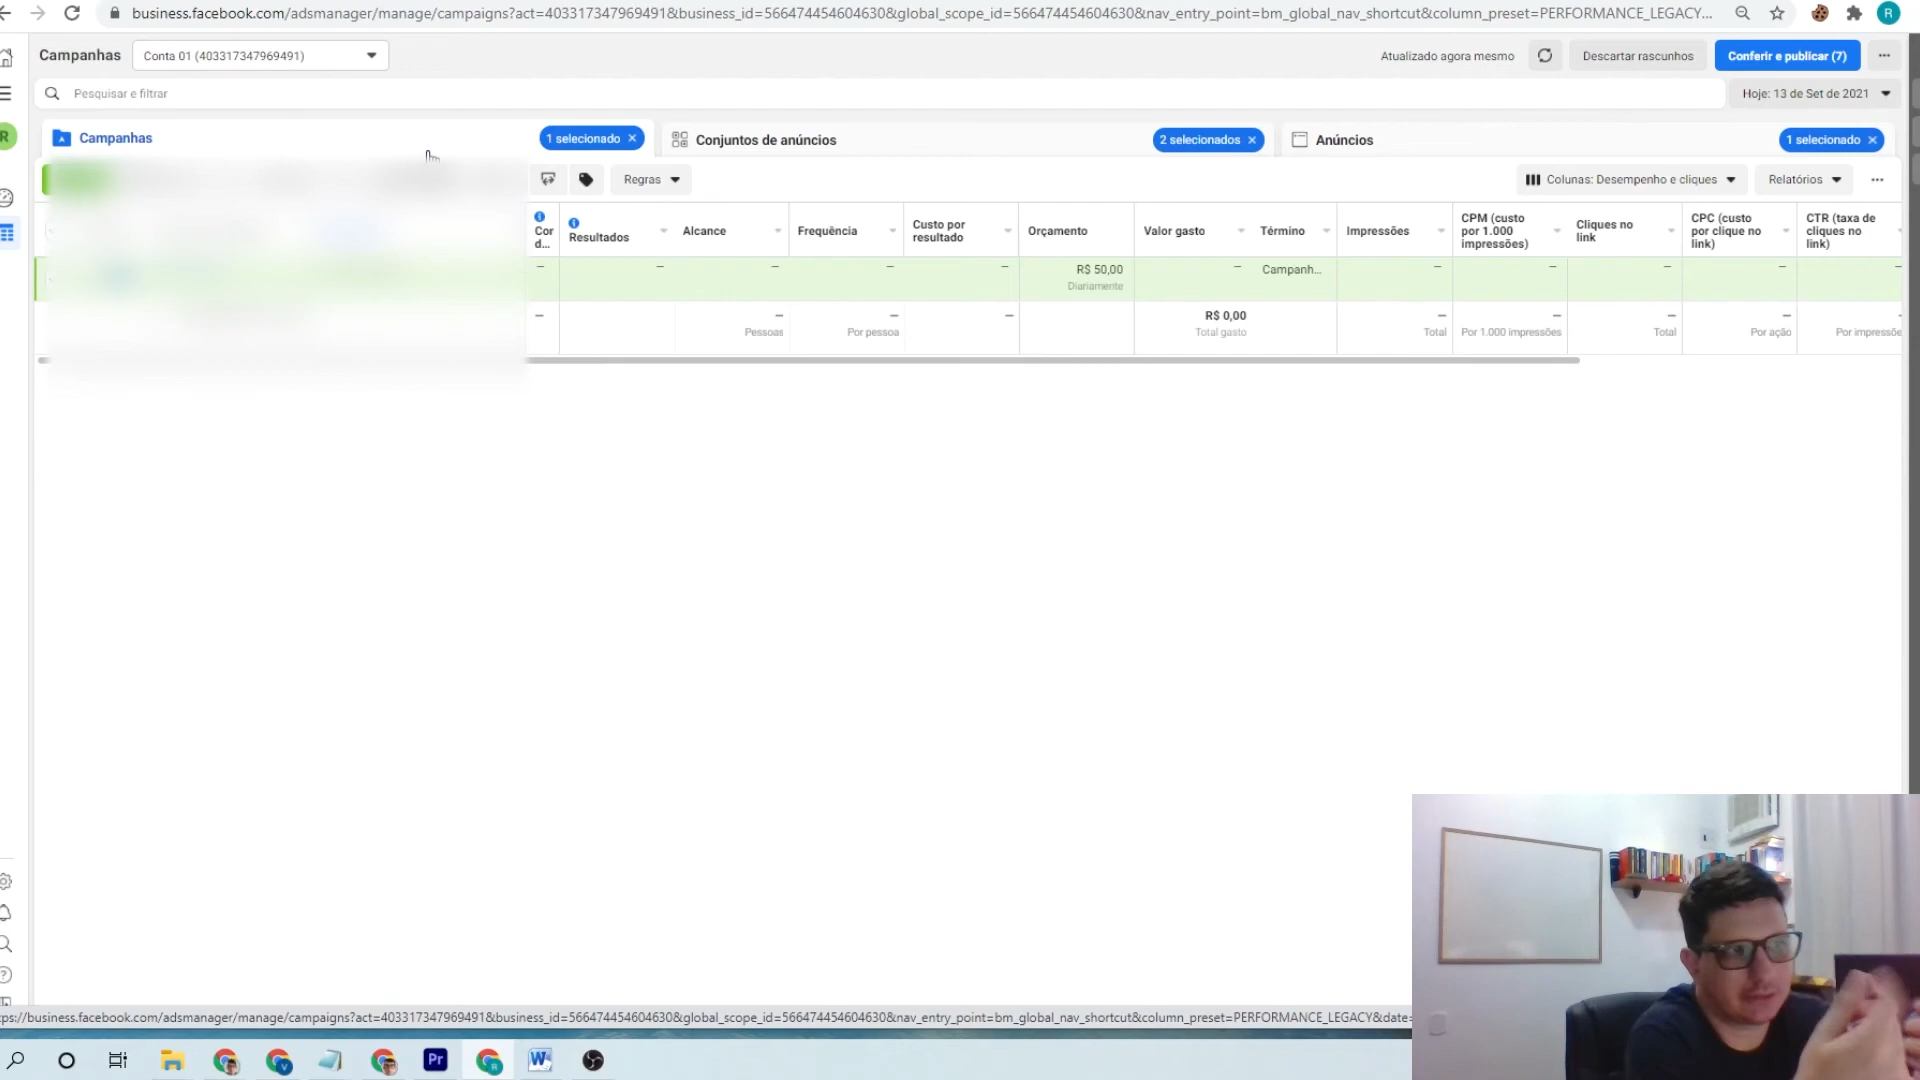 business.facebook.com/adsmanager/manage/campaigns?act=403317347969491&business_id=566474454604630&global_scope_id=566474454604630&nav_entry_point=bm_global_nav_shortcut&column_preset=PERFORMANCE_LEGACY...
R
Campanhas
Conta 01 (403317347969491)
Atualizado agora mesmo
Descartar rascunhos
Conferir e publicar (7)
Pesquisar e filtrar
Hoje: 13 de Set de 2021
R
Campanhas
1 selecionado
Conjuntos de anúncios
2 selecionados
Anúncios
1 selecionado
Regras
Colunas: Desempenho e cliques
Relatórios
Cor
d...
Resultados
Alcance
Frequência
Custo por
resultado
Orçamento
Valor gasto
Término
Impressões
CPM (custo
por 1.000
impressões)
Cliques no
link
CPC (custo
por clique no
link)
CTR (taxa de
cliques no
link)
— — — — — R$ 50,00 — Campanh... — — — — —
Diariamente
— — — — R$ 0,00 — — — — —
Pessoas
Por pessoa
Total gasto
Total
Por 1.000 impressões
Total
Por ação
Por impressõe
ps://business.facebook.com/adsmanager/manage/campaigns?act=403317347969491&business_id=566474454604630&global_scope_id=566474454604630&nav_entry_point=bm_global_nav_shortcut&column_preset=PERFORMANCE_LEGACY&date=
V
Pr
R
W